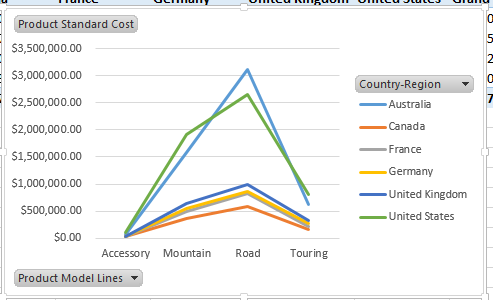 France Germany United Kingdom United States Grand
Product Standard Cost
$3,500,000.00
$3,000,000.00
$2,500,000.00
$2,000,000.00
$1,500,000.00
$1,000,000.00
$500,000.00
$0.00
Accessory Mountain Road Touring
Country-Region
Australia
Canada
France
Germany
United Kingdom
United States
Product Model Lines